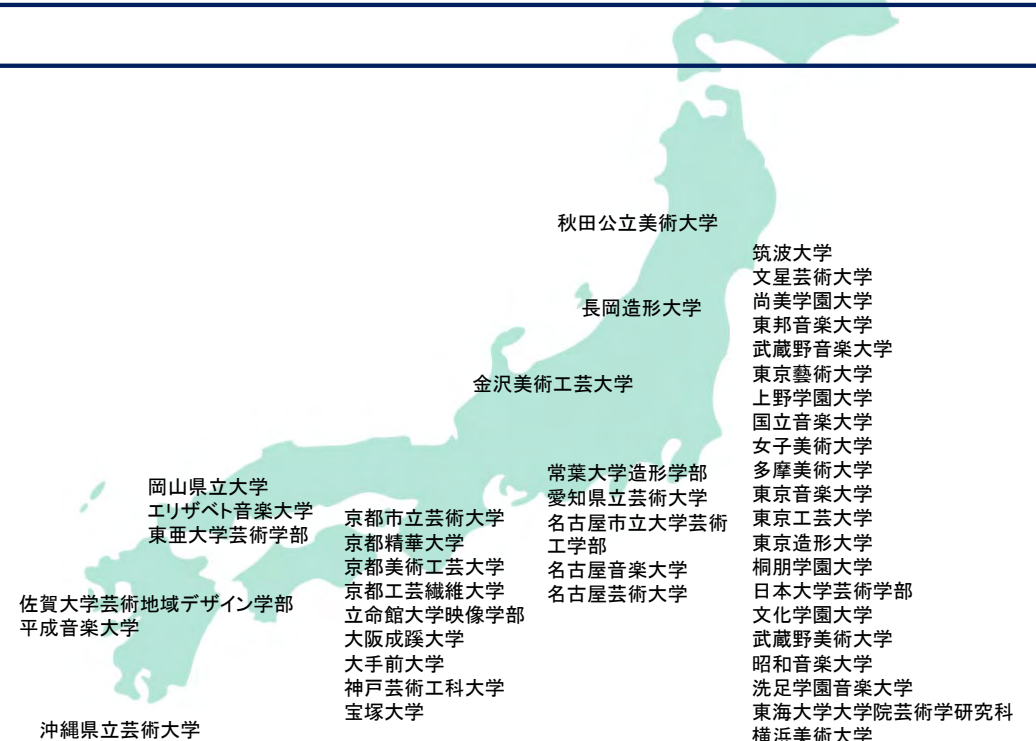 秋田公立美術大学
長岡造形大学
金沢美術工芸大学
筑波大学
文星芸術大学
尚美学園大学
東邦音楽大学
武蔵野音楽大学
東京藝術大学
上野学園大学
国立音楽大学
女子美術大学
多摩美術大学
東京音楽大学
東京工芸大学
東京造形大学
桐朋学園大学
日本大学芸術学部
文化学園大学
武蔵野美術大学
昭和音楽大学
洗足学園音楽大学
東海大学大学院芸術学研究科
横浜美術大学
常葉大学造形学部
愛知県立芸術大学
名古屋市立大学芸術
工学部
名古屋音楽大学
名古屋芸術大学
京都市立芸術大学
京都精華大学
京都美術工芸大学
京都工芸繊維大学
立命館大学映像学部
大阪成蹊大学
大手前大学
神戸芸術工科大学
宝塚大学
岡山県立大学
エリザベト音楽大学
東亜大学芸術学部
佐賀大学芸術地域デザイン学部
平成音楽大学
沖縄県立芸術大学